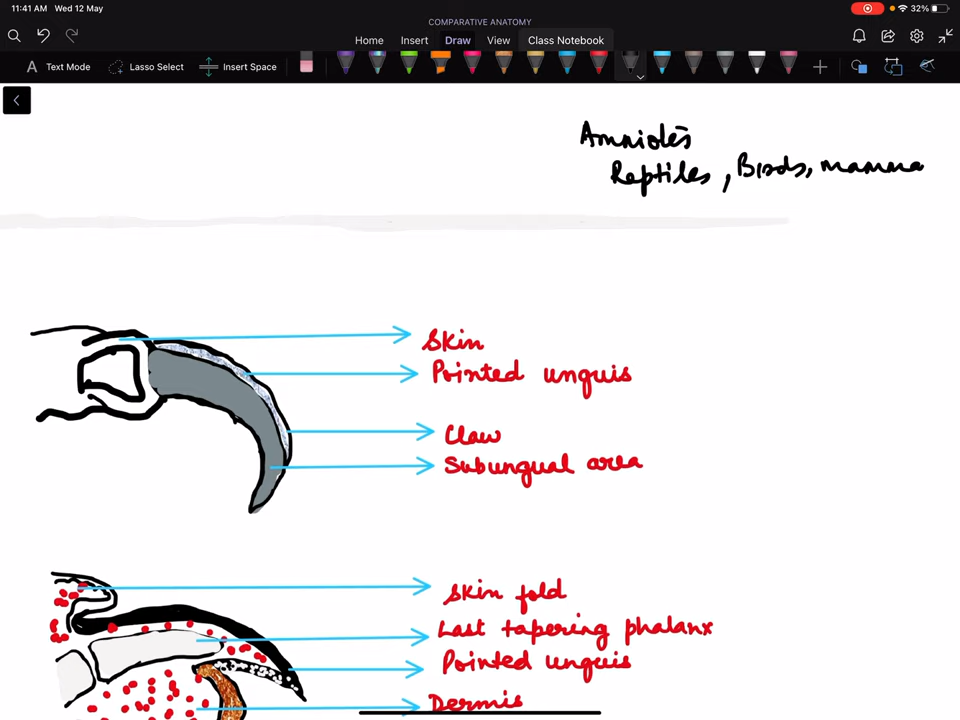 11:41 AM Wed 12 May
32%
COMPARATIVE ANATOMY
Home Insert Draw View Class Notebook
Text Mode Lasso Select Insert Space
Amniotes
Reptiles, Birds, mamma
Skin
Pointed unguis
Claw
Subungual area
Skin fold
Last tapering phalanx
Pointed unguis
Dermis